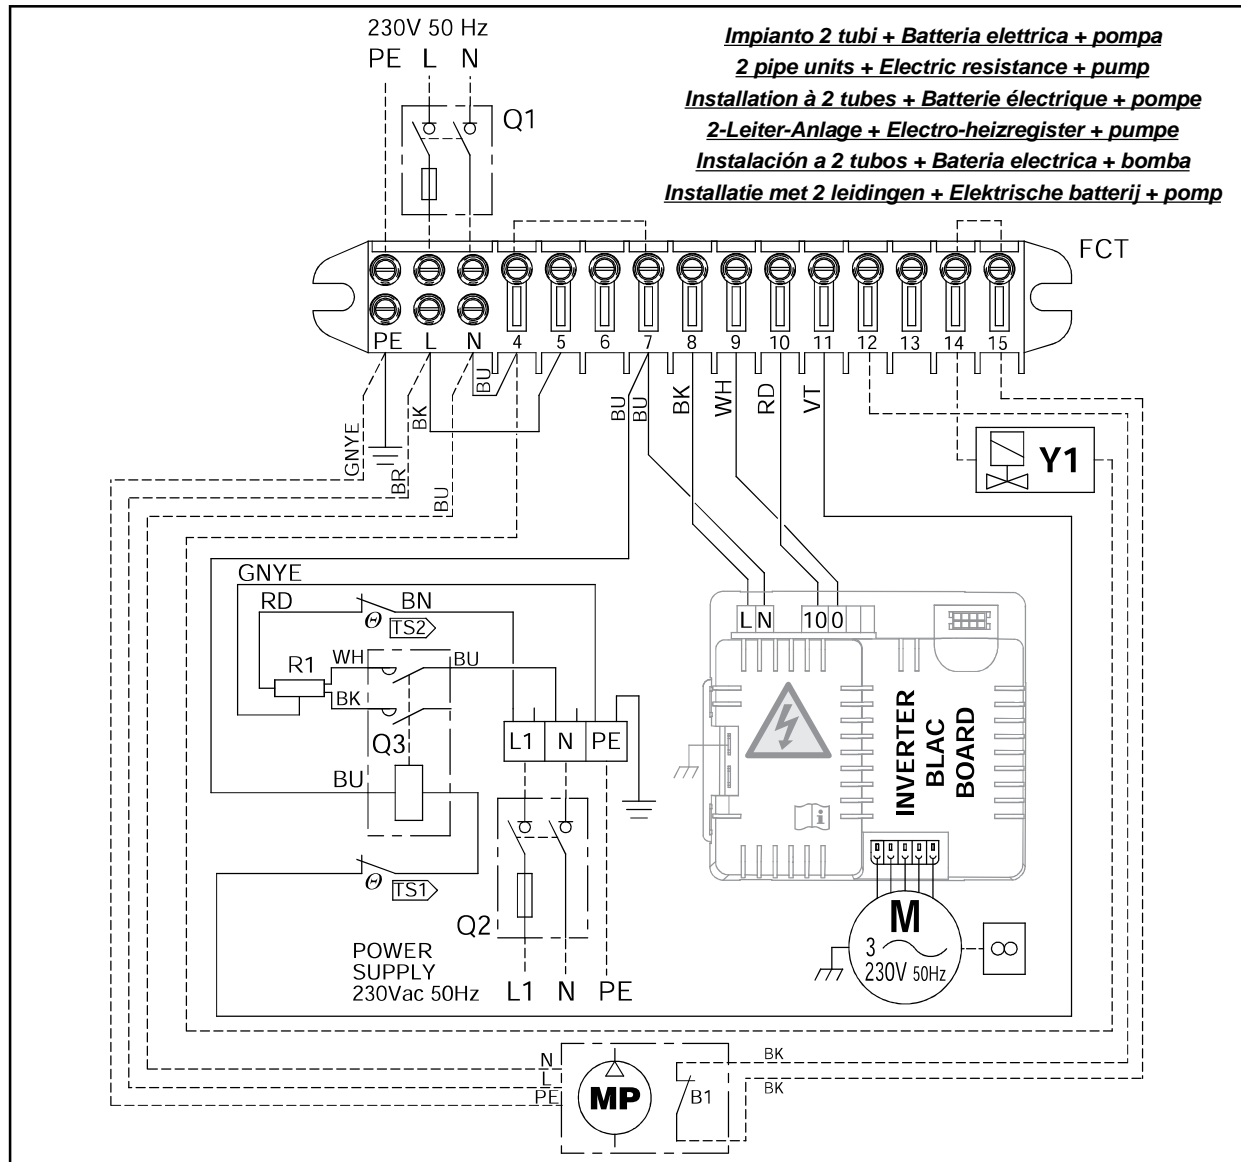 230V 50 Hz
PE L N
Q1
Impianto 2 tubi + Batteria elettrica + pompa
2 pipe units + Electric resistance + pump
Installation à 2 tubes + Batterie électrique + pompe
2-Leiter-Anlage + Electro-heizregister + pumpe
Instalación a 2 tubos + Bateria electrica + bomba
Installatie met 2 leidingen + Elektrische batterij + pomp
FCT
PE L N 4 5 6 7 8 9 10 11 12 13 14 15
GNYE
BR
BK
BU
BU
BU
BU
BK
WH
RD
VT
Y1
GNYE
RD
BN
TS2
R1
WH
BK
BU
Q3
BU
L1 N PE
TS1
Q2
POWER
SUPPLY
230Vac 50Hz
L1 N PE
L N 10 0
INVERTER
BLAC
BOARD
i
M
3
230V 50Hz
N
L
PE
MP
B1
BK
BK